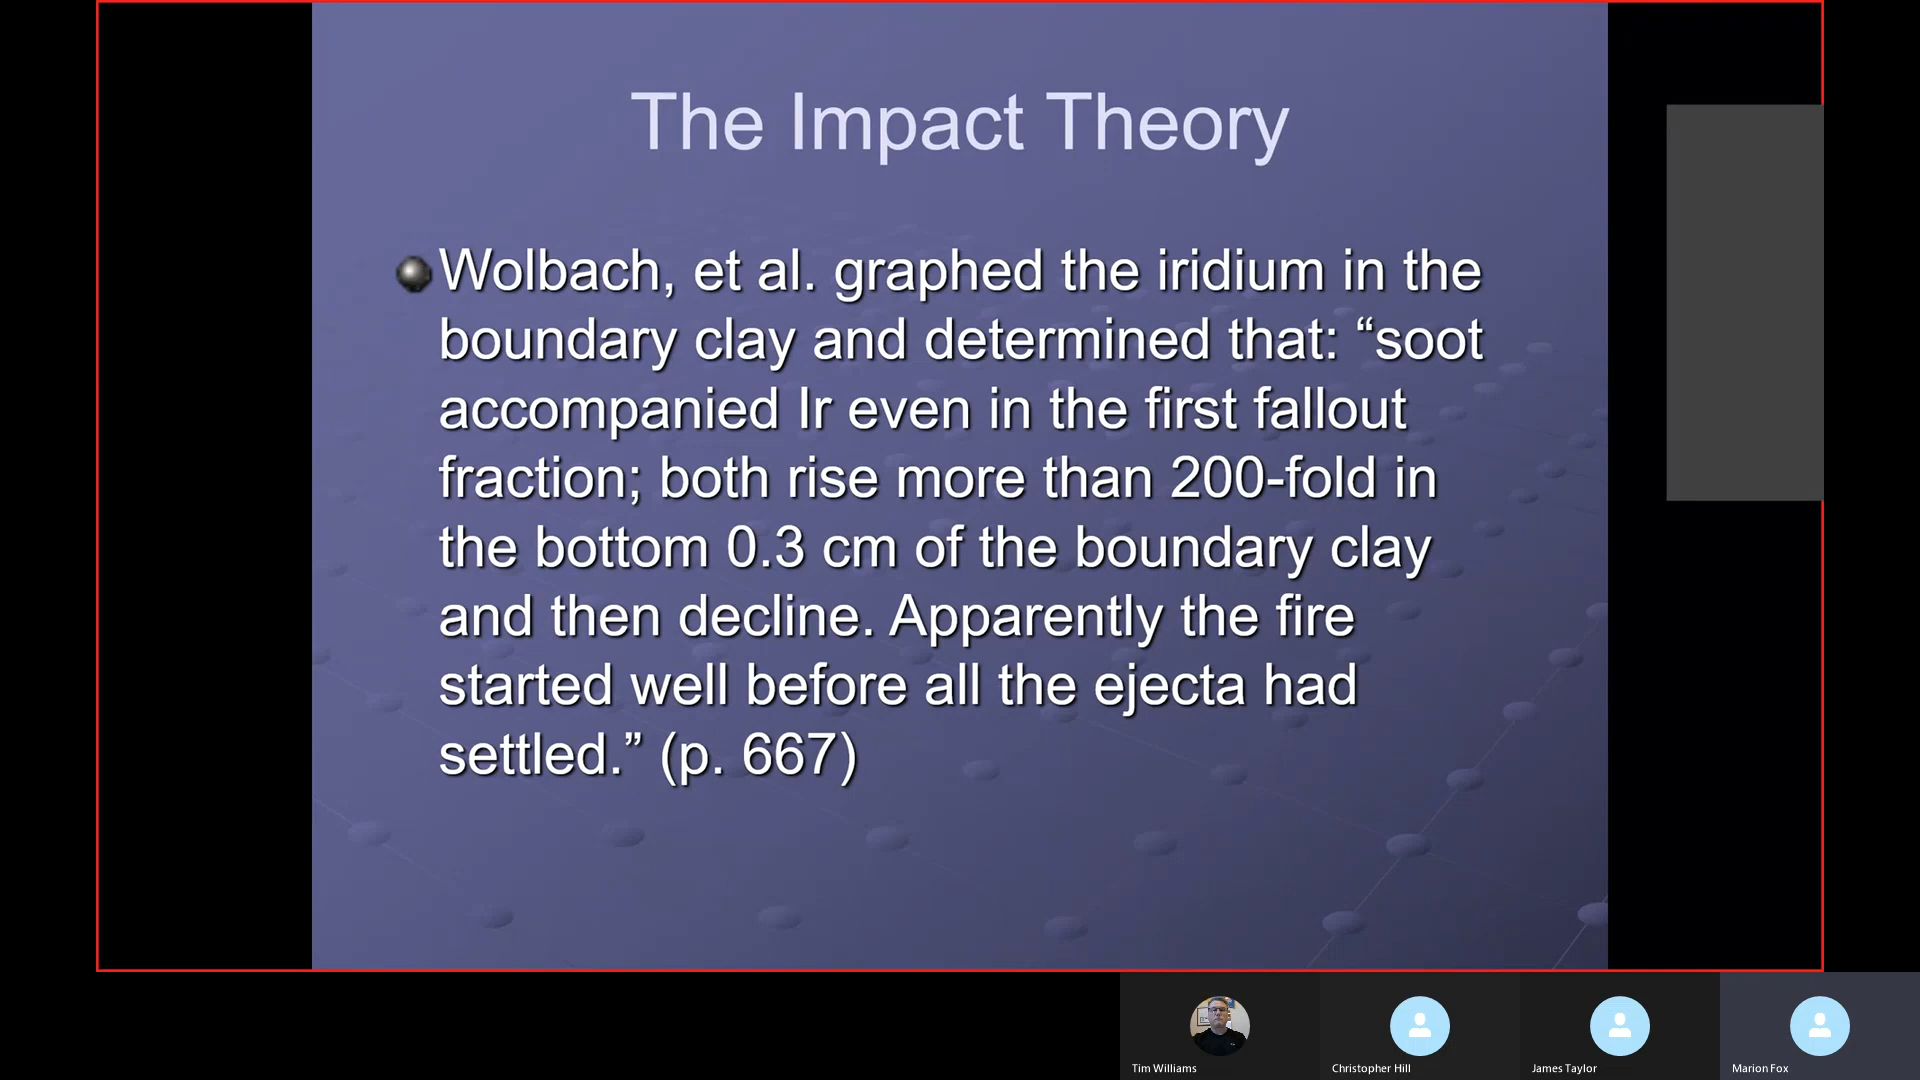 The Impact Theory
Wolbach, et al. graphed the iridium in the
boundary clay and determined that: “soot
accompanied Ir even in the first fallout
fraction; both rise more than 200-fold in
the bottom 0.3 cm of the boundary clay
and then decline. Apparently the fire
started well before all the ejecta had
settled.” (p. 667)
Tim Williams
Christopher Hill
James Taylor
Marion Fox